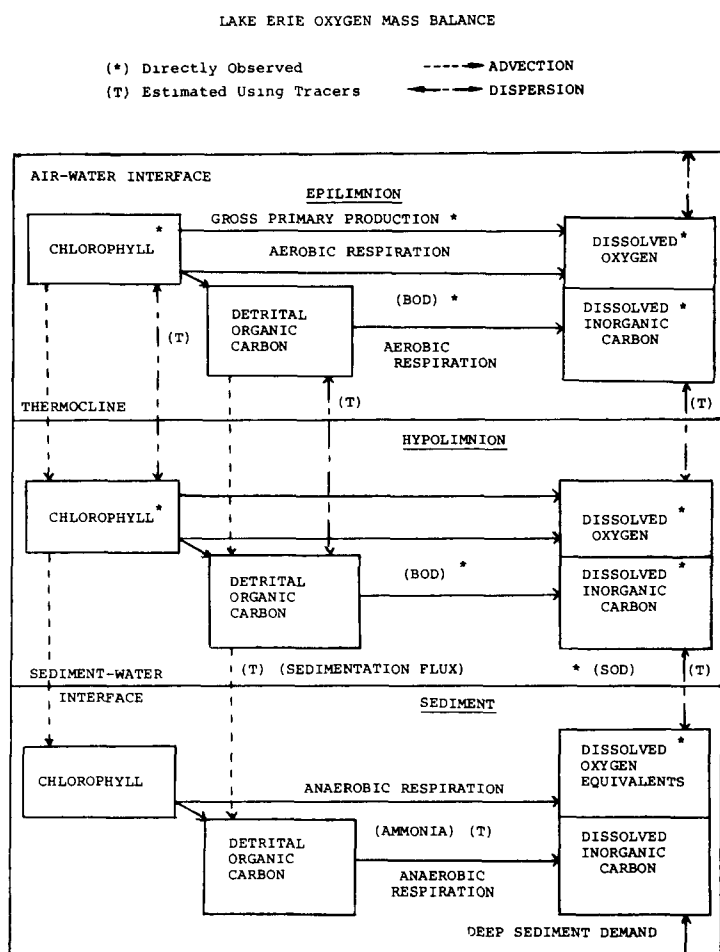 LAKE ERIE OXYGEN MASS BALANCE
(*) Directly Observed
ADVECTION
(T) Estimated Using Tracers
DISPERSION
AIR-WATER INTERFACE
EPILIMNION
GROSS PRIMARY PRODUCTION *
CHLOROPHYLL *
AEROBIC RESPIRATION
DISSOLVED *
OXYGEN
(T)
DETRITAL
ORGANIC
CARBON
(BOD) *
AEROBIC
RESPIRATION
DISSOLVED *
INORGANIC
CARBON
(T)
(T)
THERMOCLINE
HYPOLIMNION
CHLOROPHYLL *
DISSOLVED *
OXYGEN
DETRITAL
ORGANIC
CARBON
(BOD) *
DISSOLVED *
INORGANIC
CARBON
SEDIMENT-WATER
INTERFACE
(T) (SEDIMENTATION FLUX)
* (SOD)
(T)
SEDIMENT
CHLOROPHYLL
ANAEROBIC RESPIRATION
DISSOLVED *
OXYGEN
EQUIVALENTS
DETRITAL
ORGANIC
CARBON
(AMMONIA) (T)
ANAEROBIC
RESPIRATION
DISSOLVED
INORGANIC
CARBON
DEEP SEDIMENT DEMAND